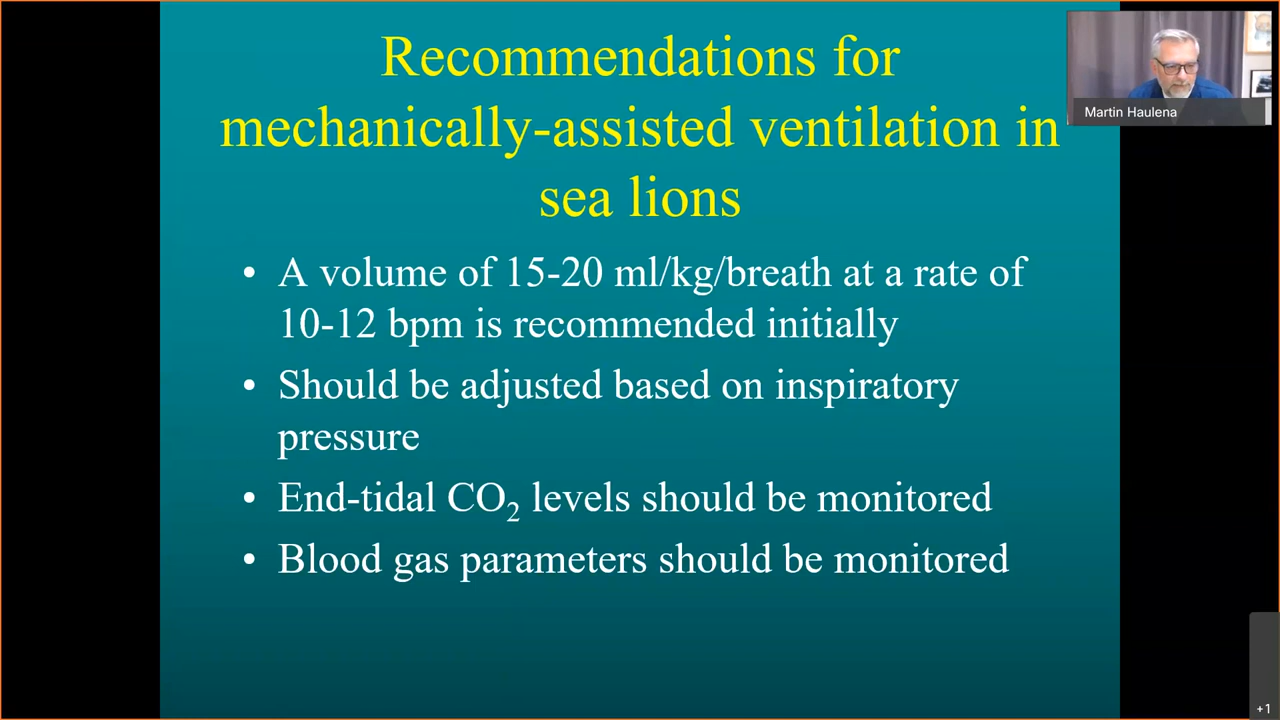 Recommendations for
mechanically-assisted ventilation in
sea lions
• A volume of 15-20 ml/kg/breath at a rate of
10-12 bpm is recommended initially
• Should be adjusted based on inspiratory
pressure
• End-tidal CO₂ levels should be monitored
• Blood gas parameters should be monitored
Martin Haulena
+1